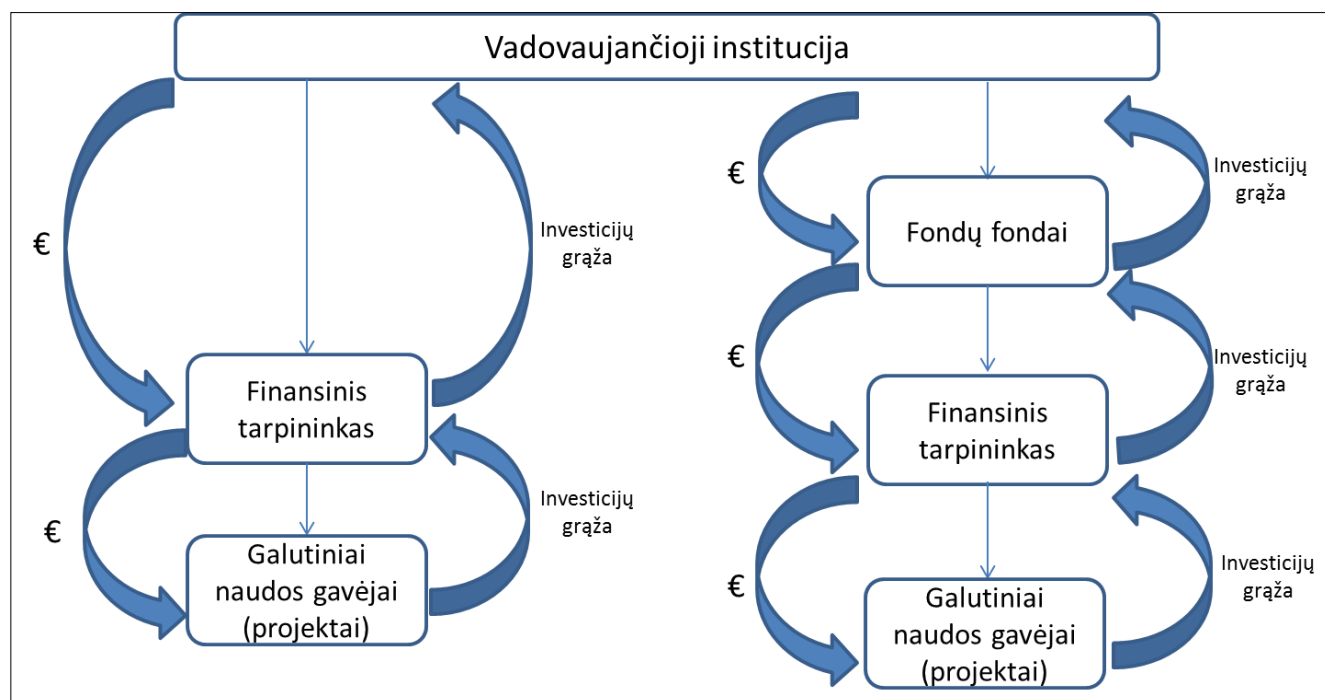 Vadovaujančioji institucija
€
Investicijų
grąža
Finansinis
tarpininkas
€
Investicijų
grąža
Galutiniai
naudos gavėjai
(projektai)
€
Investicijų
grąža
Fondų fondai
€
Investicijų
grąža
Finansinis
tarpininkas
€
Investicijų
grąža
Galutiniai
naudos gavėjai
(projektai)